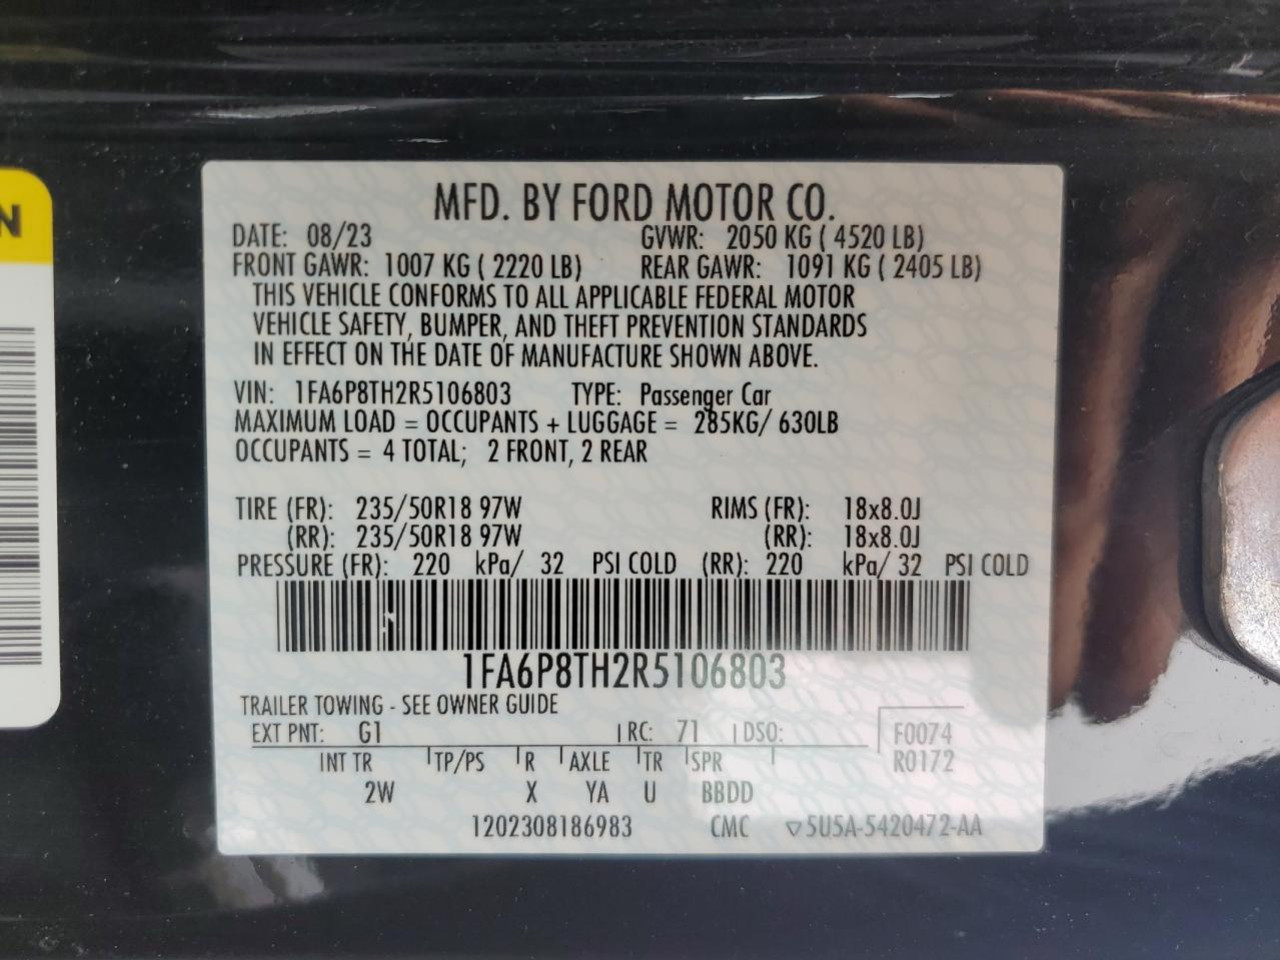 N
MFD. BY FORD MOTOR CO.
DATE: 08/23 GVWR: 2050 KG ( 4520 LB)
FRONT GAWR: 1007 KG ( 2220 LB) REAR GAWR: 1091 KG ( 2405 LB)
THIS VEHICLE CONFORMS TO ALL APPLICABLE FEDERAL MOTOR
VEHICLE SAFETY, BUMPER, AND THEFT PREVENTION STANDARDS
IN EFFECT ON THE DATE OF MANUFACTURE SHOWN ABOVE.
VIN: 1FA6P8TH2R5106803 TYPE: Passenger Car
MAXIMUM LOAD = OCCUPANTS + LUGGAGE = 285KG/ 630LB
OCCUPANTS = 4 TOTAL; 2 FRONT, 2 REAR
TIRE (FR): 235/50R18 97W RIMS (FR): 18x8.0J
(RR): 235/50R18 97W (RR): 18x8.0J
PRESSURE (FR): 220 kPa/ 32 PSI COLD (RR): 220 kPa/ 32 PSI COLD
1FA6P8TH2R5106803
TRAILER TOWING - SEE OWNER GUIDE
EXT PNT: G1 RC: 71 DSO: F0074
INT TR TP/PS R AXLE TR SPR R0172
2W X YA U BBDD
1202308186983 CMC ▽5U5A-5420472-AA